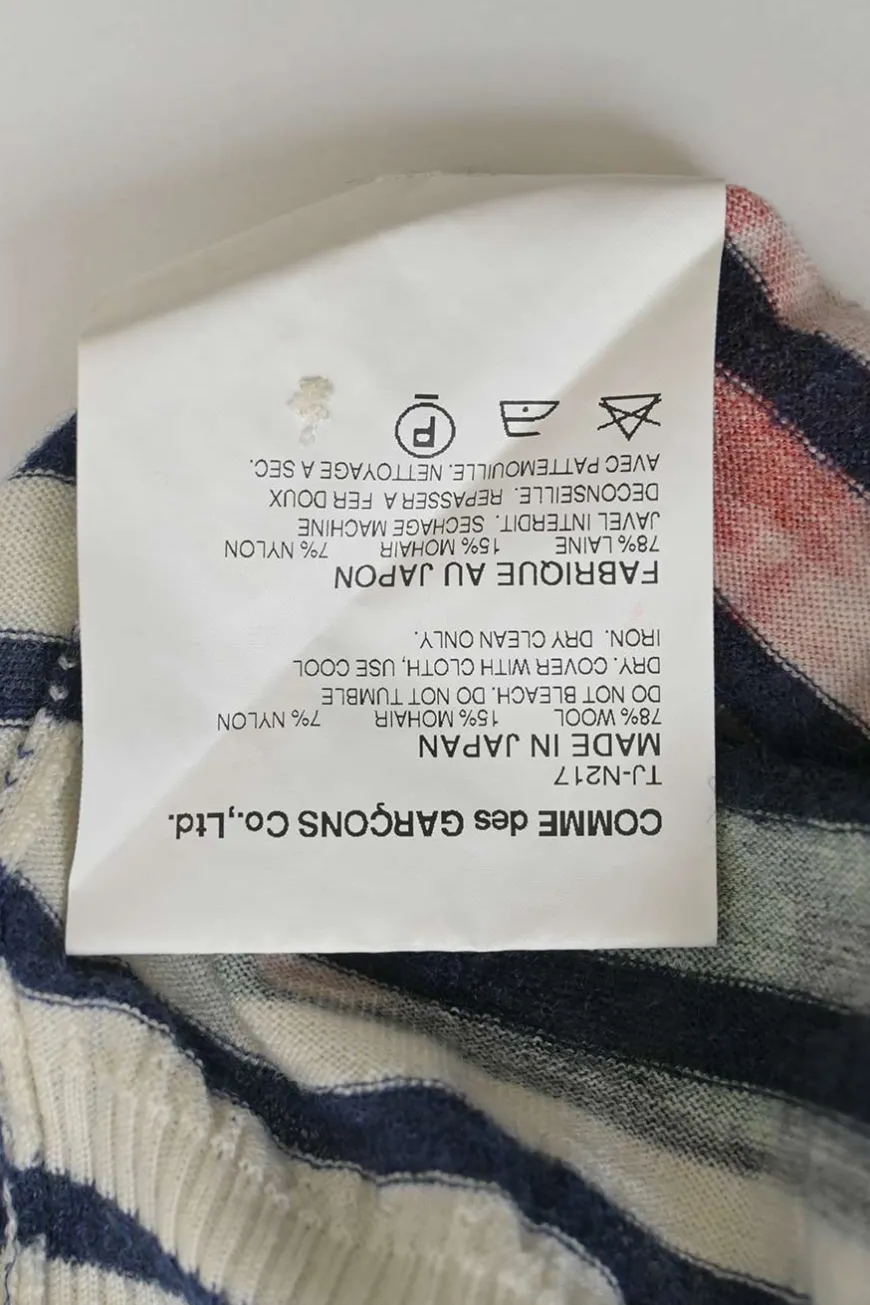 COMME des GARÇONS Co.,Ltd.
TJ-N217
MADE IN JAPAN
78% WOOL 15% MOHAIR 7% NYLON
DO NOT BLEACH. DO NOT TUMBLE
DRY. COVER WITH CLOTH, USE COOL
IRON. DRY CLEAN ONLY.
FABRIQUE AU JAPON
78% LAINE 15% MOHAIR 7% NYLON
JAVEL INTERDIT. SECHAGE MACHINE
DECONSEILLE. REPASSER A FER DOUX
AVEC PATTEMOUILLE. NETTOYAGE A SEC.
P